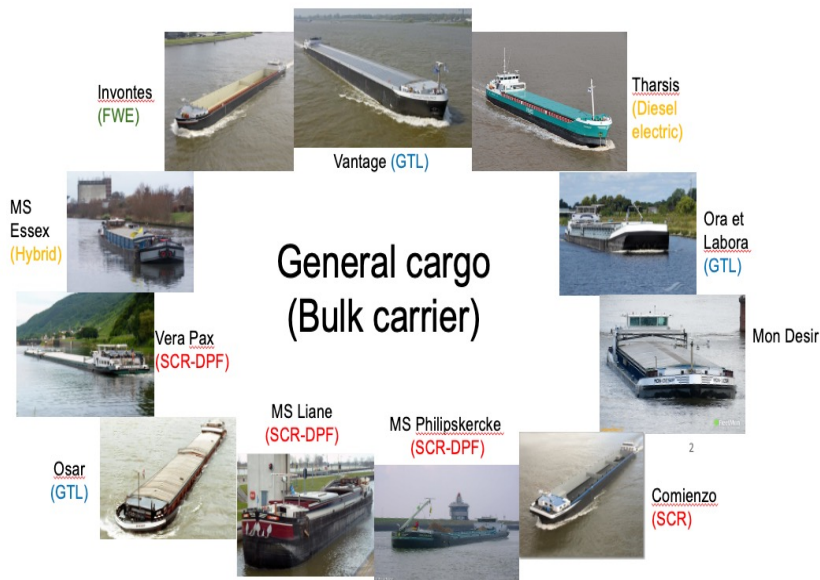 Invontes
(FWE)
Vantage (GTL)
Tharsis
(Diesel
electric)
MS
Essex
(Hybrid)
Ora et
Labora
(GTL)
General cargo
(Bulk carrier)
Vera Pax
(SCR-DPF)
Mon Desir
MS Liane
(SCR-DPF)
MS Philipskercke
(SCR-DPF)
Osar
(GTL)
2
Comienzo
(SCR)